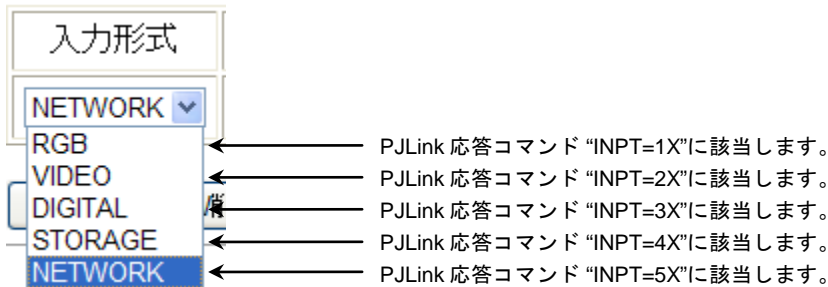 入力形式
NETWORK
RGB PJLink 応答コマンド “INPT=1X”に該当します。
VIDEO PJLink 応答コマンド “INPT=2X”に該当します。
DIGITAL PJLink 応答コマンド “INPT=3X”に該当します。
STORAGE PJLink 応答コマンド “INPT=4X”に該当します。
NETWORK PJLink 応答コマンド “INPT=5X”に該当します。